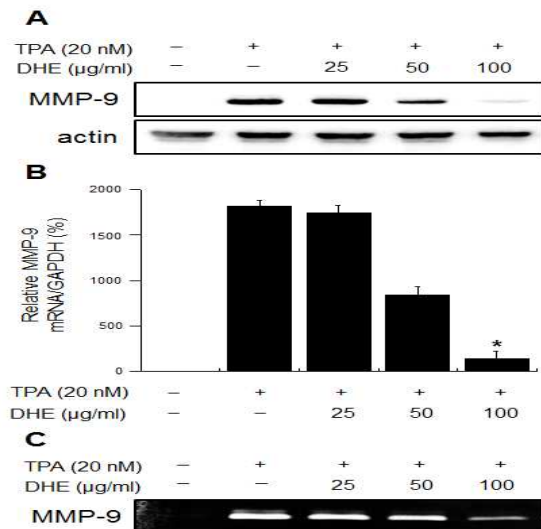 A
TPA (20 nM) – + + + +
DHE (μg/ml) – – 25 50 100
MMP-9
actin
B
Relative MMP-9
mRNA/GAPDH (%)
2000
1500
1000
500
0
*
TPA (20 nM) – + + + +
DHE (μg/ml) – – 25 50 100
C
TPA (20 nM) – + + + +
DHE (μg/ml) – – 25 50 100
MMP-9